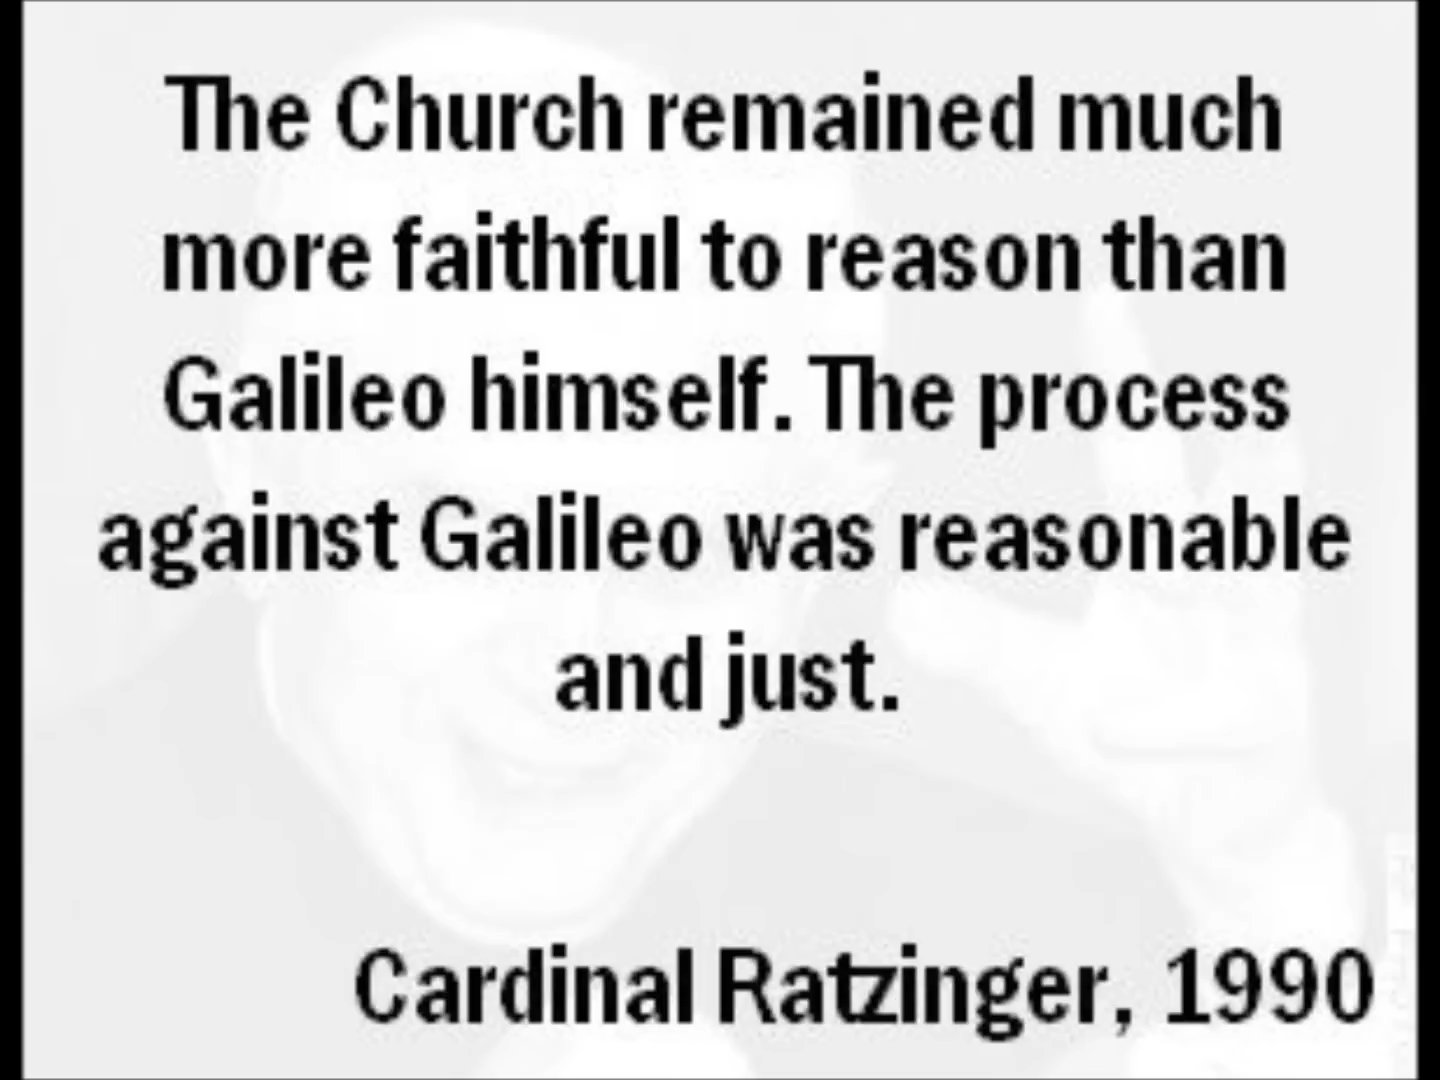 The Church remained much
more faithful to reason than
Galileo himself. The process
against Galileo was reasonable
and just.
Cardinal Ratzinger, 1990